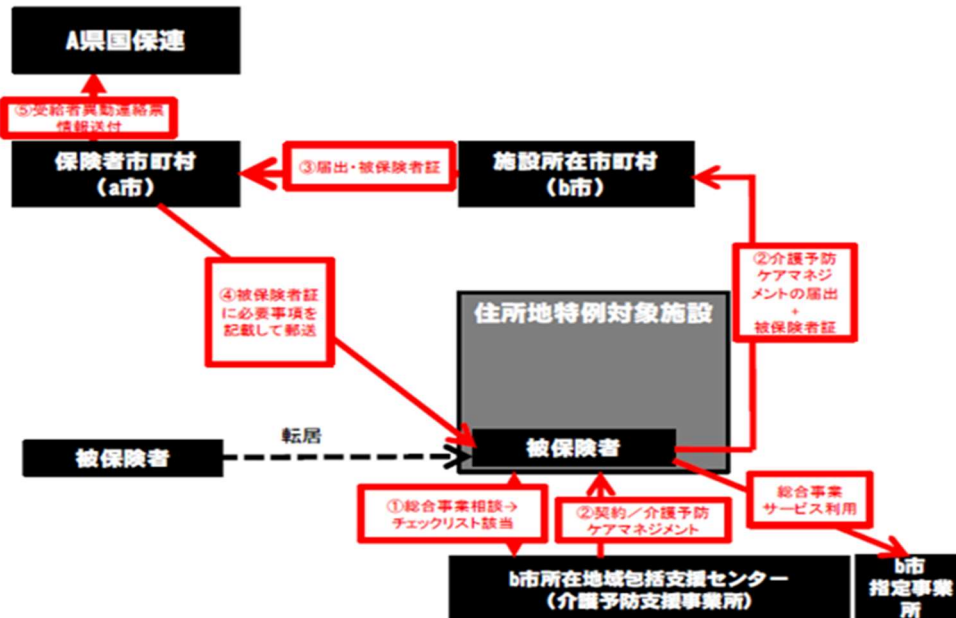 A県国保連
⑤受給者異動連絡票
情報送付
保険者市町村
（a市）
③届出・被保険者証
施設所在市町村
（b市）
②介護予防
ケアマネジ
メントの届出
+
被保険者証
④被保険者証
に必要事項を
記載して郵送
住所地特例対象施設
被保険者
転居
被保険者
①総合事業相談→
チェックリスト該当
②契約／介護予防
ケアマネジメント
総合事業
サービス利用
b市所在地域包括支援センター
（介護予防支援事業所）
b市
指定事業
所